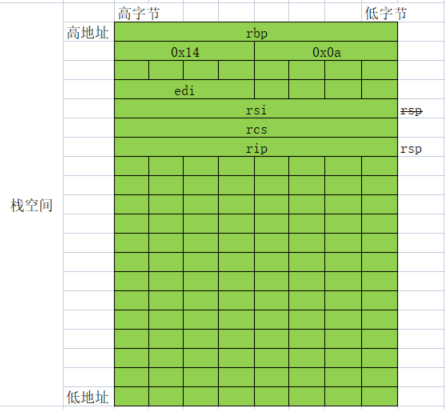 高字节 低字节
高地址 rbp
0x14 0x0a
edi
rsi rsp
rcs
rip rsp
栈空间
低地址